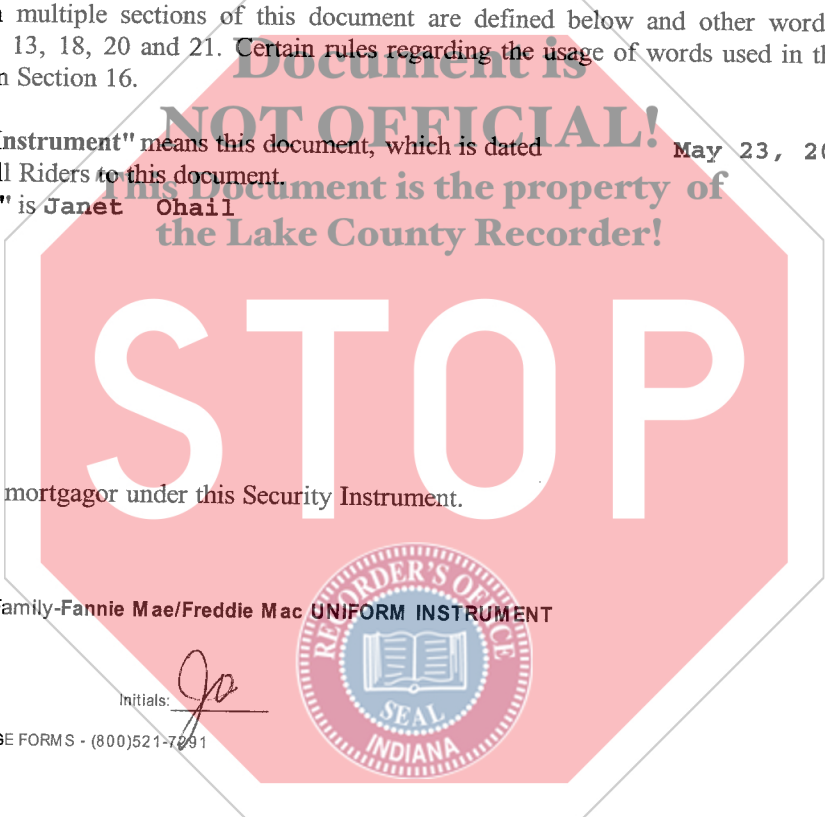 multiple sections of this document are defined below and other word
13, 18, 20 and 21. Certain rules regarding the usage of words used in th
n Section 16.
Document is
NOT OFFICIAL!
Instrument" means this document, which is dated May 23, 20
ll Riders to this document.
This Document is the property of
" is Janet Ohail
the Lake County Recorder!
STOP
mortgagor under this Security Instrument.
RECORDER'S OFFICE
Family-Fannie Mae/Freddie Mac UNIFORM INSTRUMENT
Initials: JO
SEAL
INDIANA
GE FORMS - (800)521-7291